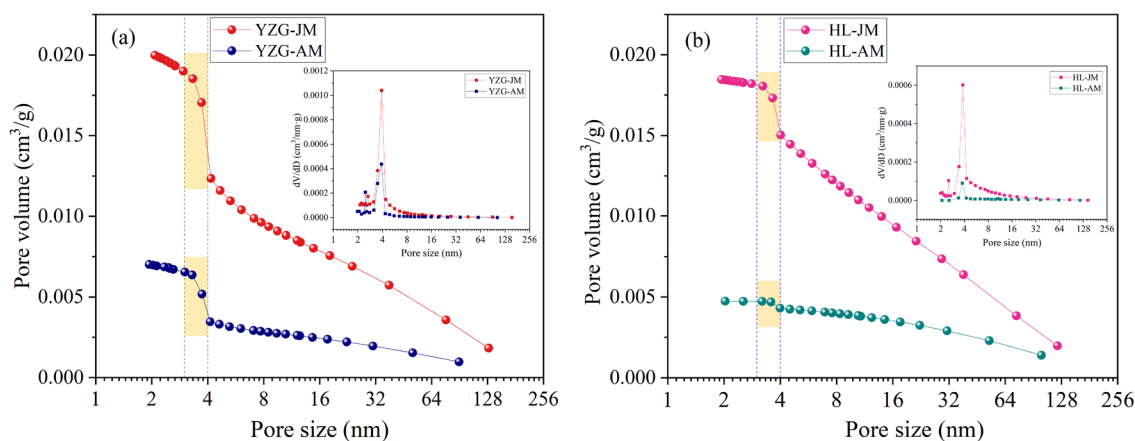 (a)
YZG-JM
YZG-AM
0.020
0.015
0.010
0.005
0.000
Pore volume (cm³/g)
1 2 4 8 16 32 64 128 256
Pore size (nm)
YZG-JM
YZG-AM
0.0012
0.0010
0.0008
0.0006
0.0004
0.0002
0.0000
dV/dD (cm³/nm·g)
1 2 4 8 16 32 64 128 256
Pore size (nm)
(b)
HL-JM
HL-AM
0.020
0.015
0.010
0.005
0.000
Pore volume (cm³/g)
1 2 4 8 16 32 64 128 256
Pore size (nm)
HL-JM
HL-AM
0.0006
0.0004
0.0002
0.0000
dV/dD (cm³/nm·g)
1 2 4 8 16 32 64 128 256
Pore size (nm)